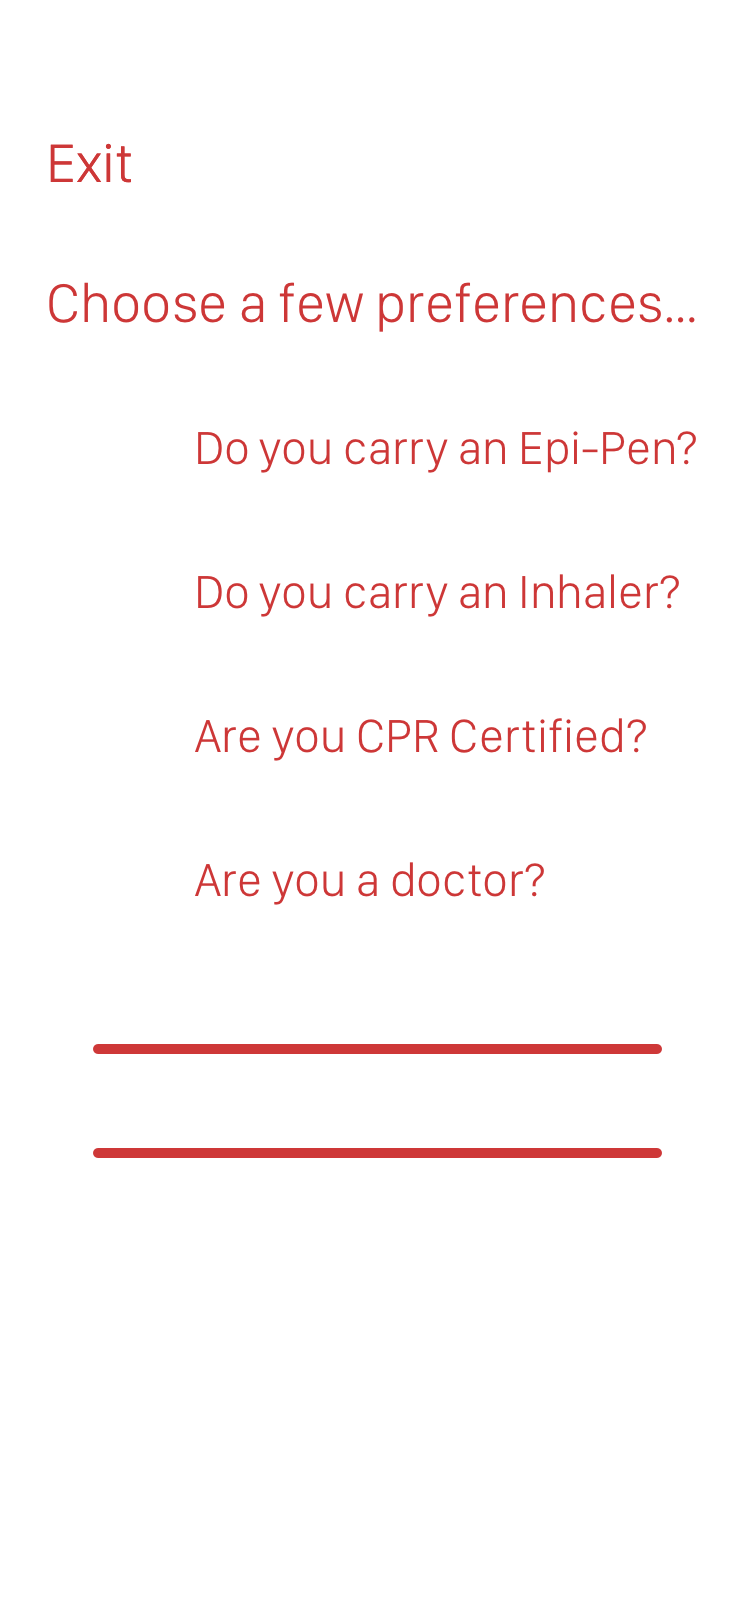 Exit
Choose a few preferences...
Do you carry an Epi-Pen?
Do you carry an Inhaler?
Are you CPR Certified?
Are you a doctor?